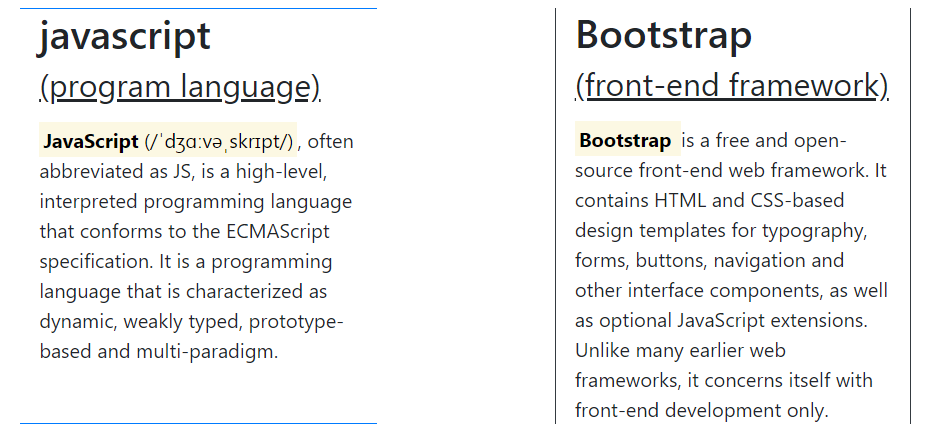 javascript
(program language)
JavaScript (/ˈdʒɑːvəˌskrɪpt/), often
abbreviated as JS, is a high-level,
interpreted programming language
that conforms to the ECMAScript
specification. It is a programming
language that is characterized as
dynamic, weakly typed, prototype-
based and multi-paradigm.
Bootstrap
(front-end framework)
Bootstrap is a free and open-
source front-end web framework. It
contains HTML and CSS-based
design templates for typography,
forms, buttons, navigation and
other interface components, as well
as optional JavaScript extensions.
Unlike many earlier web
frameworks, it concerns itself with
front-end development only.